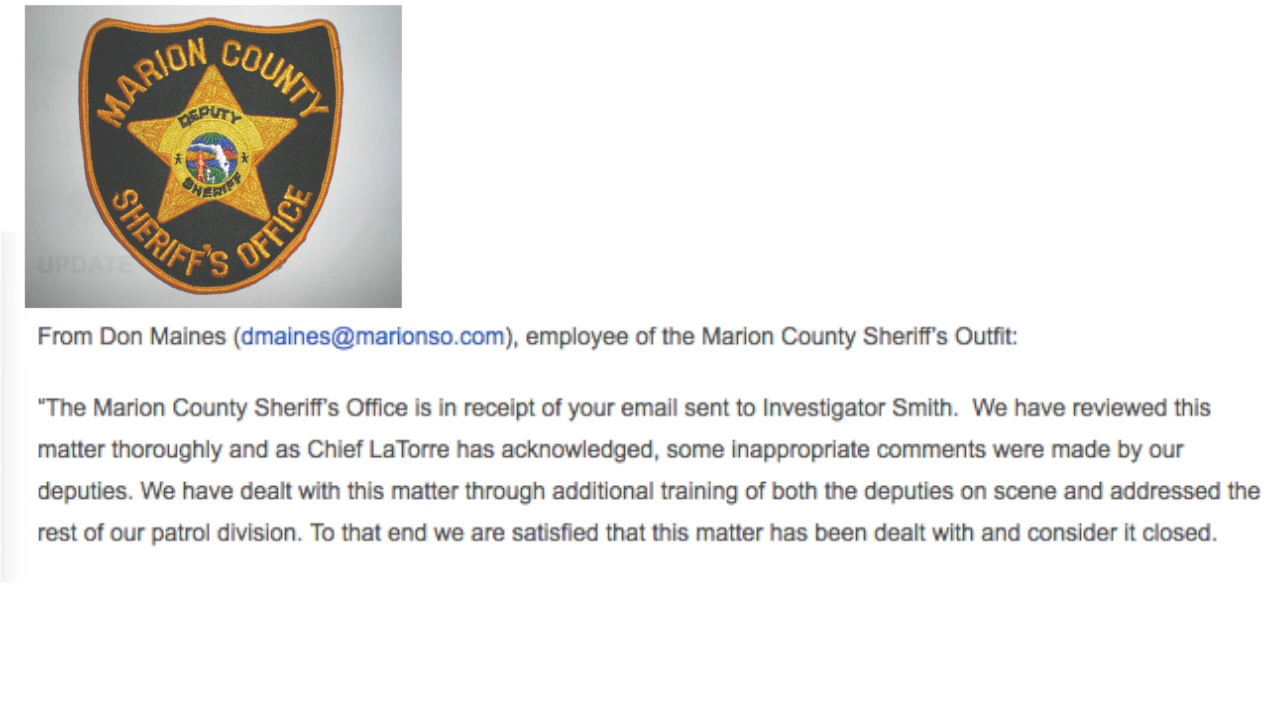 MARION COUNTY
DEPUTY
SHERIFF
SHERIFF'S OFFICE
UPDATE
From Don Maines (dmaines@marionso.com), employee of the Marion County Sheriff's Outfit:
"The Marion County Sheriff's Office is in receipt of your email sent to Investigator Smith.  We have reviewed this
matter thoroughly and as Chief LaTorre has acknowledged, some inappropriate comments were made by our
deputies. We have dealt with this matter through additional training of both the deputies on scene and addressed the
rest of our patrol division. To that end we are satisfied that this matter has been dealt with and consider it closed.